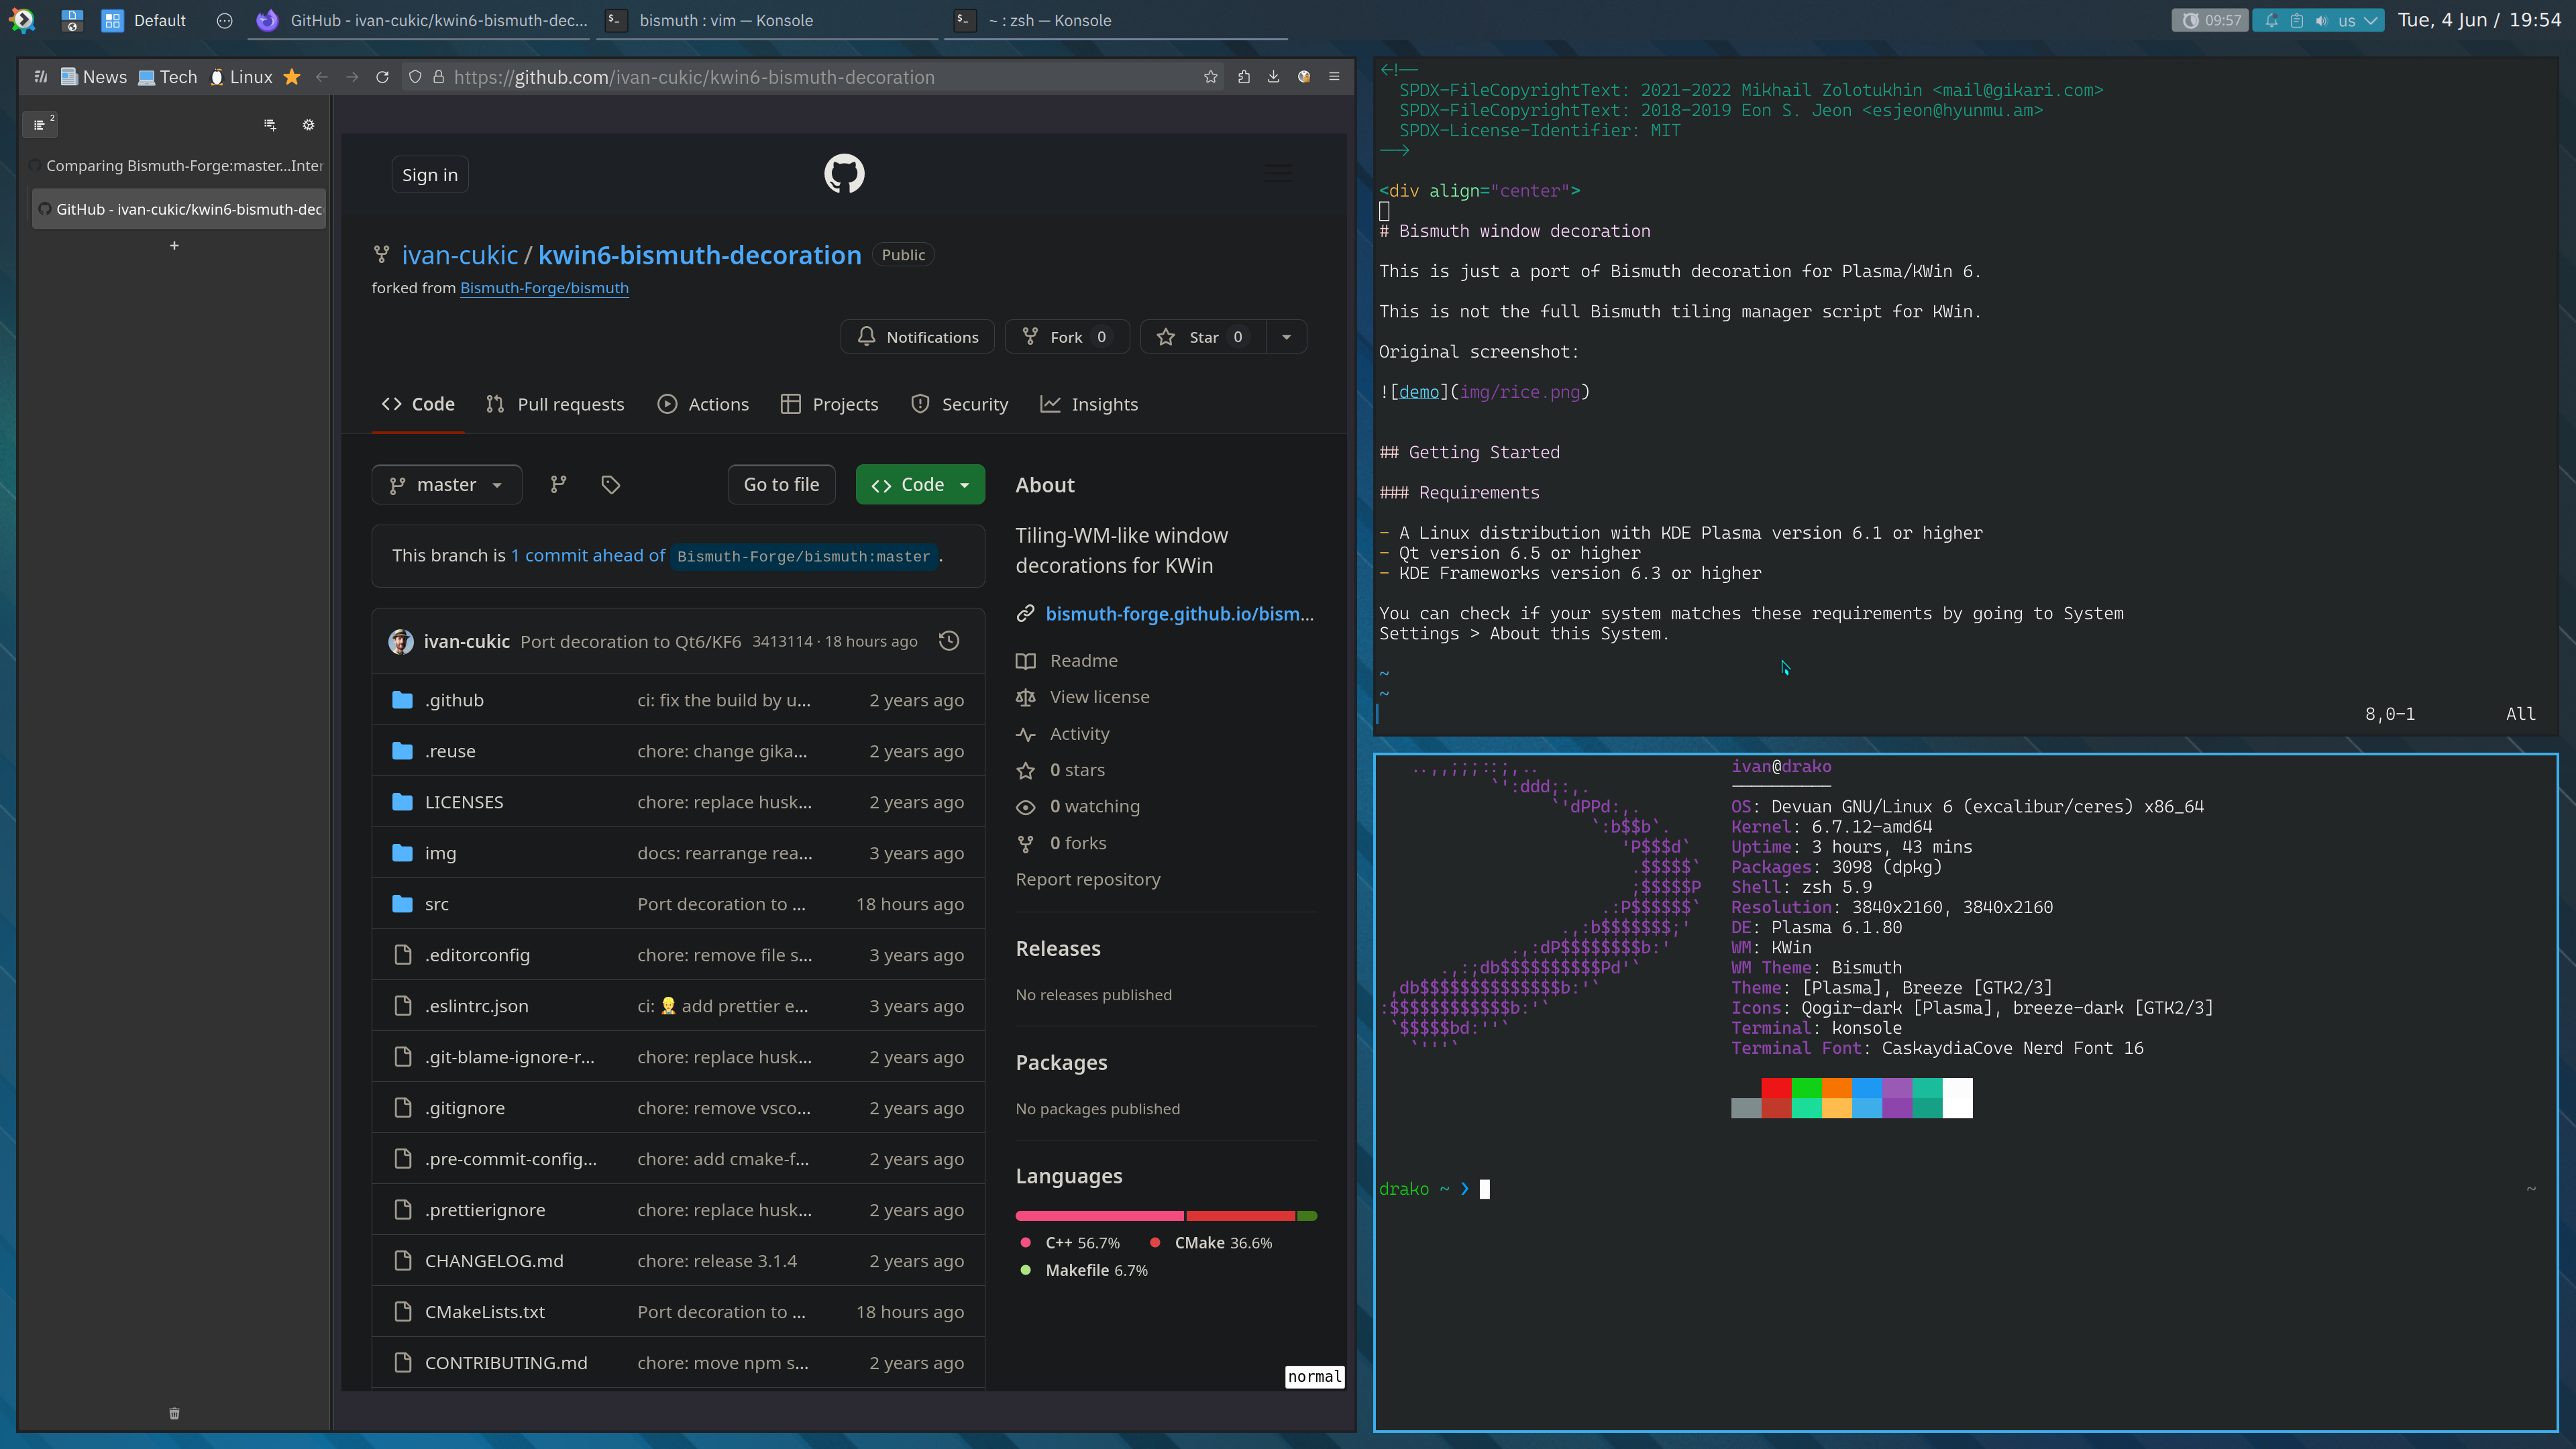 Default
GitHub - ivan-cukic/kwin6-bismuth-dec...
bismuth : vim — Konsole
~ : zsh — Konsole
09:57
us
Tue, 4 Jun / 19:54
News
Tech
Linux
https://github.com/ivan-cukic/kwin6-bismuth-decoration
2
Comparing Bismuth-Forge:master...Inter
GitHub - ivan-cukic/kwin6-bismuth-dec
+
Sign in
ivan-cukic / kwin6-bismuth-decoration Public
forked from Bismuth-Forge/bismuth
Notifications
Fork 0
Star 0
Code
Pull requests
Actions
Projects
Security
Insights
master
Go to file
Code
This branch is 1 commit ahead of Bismuth-Forge/bismuth:master .
ivan-cukic Port decoration to Qt6/KF6 3413114 · 18 hours ago
.github ci: fix the build by u... 2 years ago
.reuse chore: change gika... 2 years ago
LICENSES chore: replace husk... 2 years ago
img docs: rearrange rea... 3 years ago
src Port decoration to ... 18 hours ago
.editorconfig chore: remove file s... 3 years ago
.eslintrc.json ci: 👷 add prettier e... 3 years ago
.git-blame-ignore-r... chore: replace husk... 2 years ago
.gitignore chore: remove vsco... 2 years ago
.pre-commit-config... chore: add cmake-f... 2 years ago
.prettierignore chore: replace husk... 2 years ago
CHANGELOG.md chore: release 3.1.4 2 years ago
CMakeLists.txt Port decoration to ... 18 hours ago
CONTRIBUTING.md chore: move npm s... 2 years ago
About
Tiling-WM-like window
decorations for KWin
bismuth-forge.github.io/bism...
Readme
View license
Activity
0 stars
0 watching
0 forks
Report repository
Releases
No releases published
Packages
No packages published
Languages
C++ 56.7%
CMake 36.6%
Makefile 6.7%
normal
<!--
SPDX-FileCopyrightText: 2021-2022 Mikhail Zolotukhin <mail@gikari.com>
SPDX-FileCopyrightText: 2018-2019 Eon S. Jeon <esjeon@hyunmu.am>
SPDX-License-Identifier: MIT
-->
<div align="center">
# Bismuth window decoration
This is just a port of Bismuth decoration for Plasma/KWin 6.
This is not the full Bismuth tiling manager script for KWin.
Original screenshot:
![demo](img/rice.png)
## Getting Started
### Requirements
- A Linux distribution with KDE Plasma version 6.1 or higher
- Qt version 6.5 or higher
- KDE Frameworks version 6.3 or higher
You can check if your system matches these requirements by going to System
Settings > About this System.
~
~
8,0-1 All
..,,;;;::;,..
`':ddd;:,.
`'dPPd:,.
`:b$$b`.
'P$$$d`
.$$$$$`
;$$$$$P
.:P$$$$$$`
.,:b$$$$$$$;'
.,:dP$$$$$$$$b:'
.,:;db$$$$$$$$$$Pd'`
,db$$$$$$$$$$$$$$b:'`
:$$$$$$$$$$$$b:'`
`$$$$$bd:''`
`'''`
ivan@drako
----------
OS: Devuan GNU/Linux 6 (excalibur/ceres) x86_64
Kernel: 6.7.12-amd64
Uptime: 3 hours, 43 mins
Packages: 3098 (dpkg)
Shell: zsh 5.9
Resolution: 3840x2160, 3840x2160
DE: Plasma 6.1.80
WM: KWin
WM Theme: Bismuth
Theme: [Plasma], Breeze [GTK2/3]
Icons: Qogir-dark [Plasma], breeze-dark [GTK2/3]
Terminal: konsole
Terminal Font: CaskaydiaCove Nerd Font 16
drako ~ ❯
~